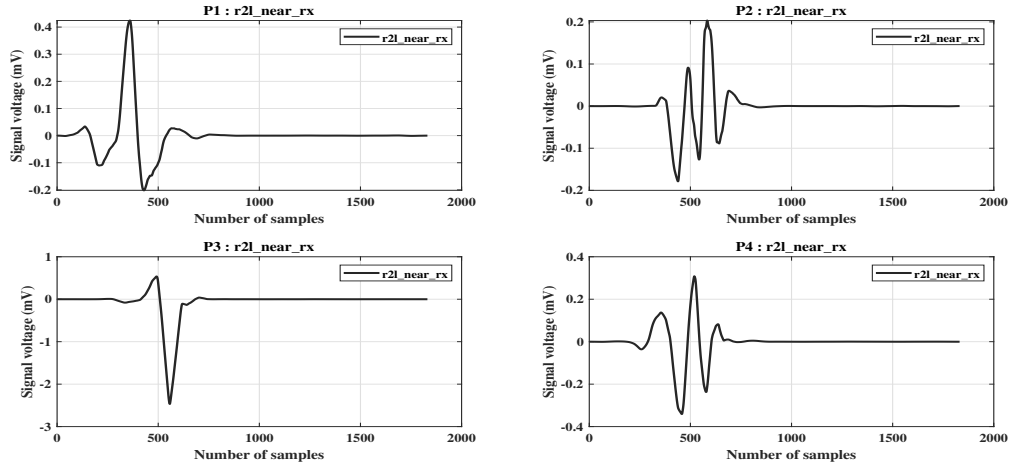 P1 : r2l_near_rx
r2l_near_rx
Signal voltage (mV)
0.4
0.3
0.2
0.1
0
-0.1
-0.2
0
500
1000
1500
2000
Number of samples
P2 : r2l_near_rx
r2l_near_rx
Signal voltage (mV)
0.2
0.1
0
-0.1
-0.2
0
500
1000
1500
2000
Number of samples
P3 : r2l_near_rx
r2l_near_rx
Signal voltage (mV)
1
0
-1
-2
-3
0
500
1000
1500
2000
Number of samples
P4 : r2l_near_rx
r2l_near_rx
Signal voltage (mV)
0.4
0.2
0
-0.2
-0.4
0
500
1000
1500
2000
Number of samples